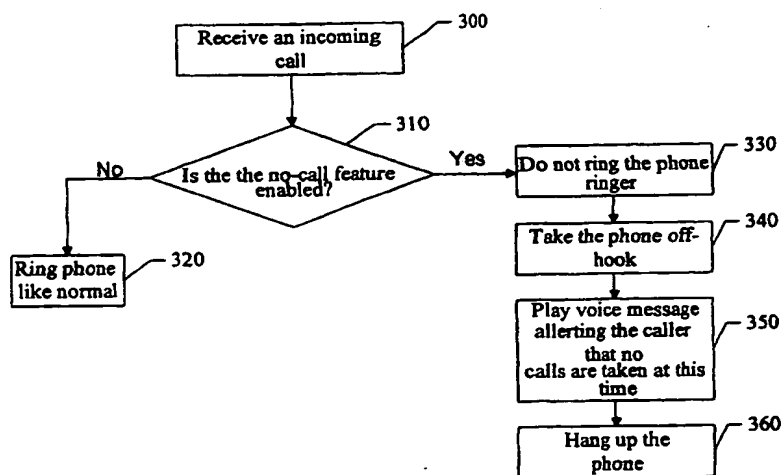 Receive an incoming
call
300
310
Is the the no-call feature
enabled?
No
Yes
Ring phone
like normal
320
Do not ring the phone
ringer
330
Take the phone off-
hook
340
Play voice message
allerting the caller
that no
calls are taken at this
time
350
Hang up the
phone
360